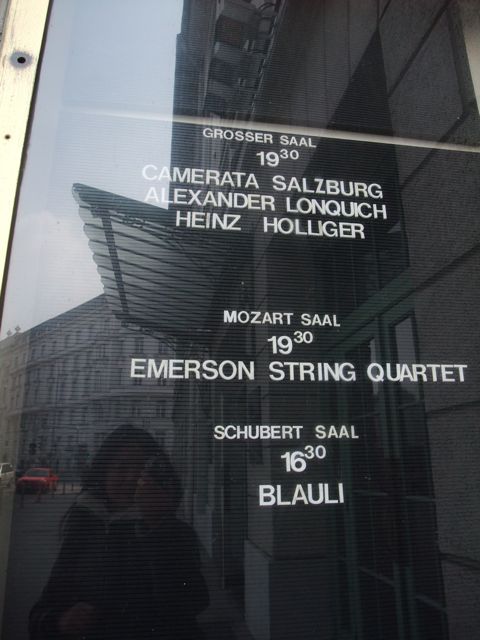 GROSSER SAAL
19³⁰
CAMERATA SALZBURG
ALEXANDER LONQUICH
HEINZ HOLLIGER
MOZART SAAL
19³⁰
EMERSON STRING QUARTET
SCHUBERT SAAL
16³⁰
BLAULI